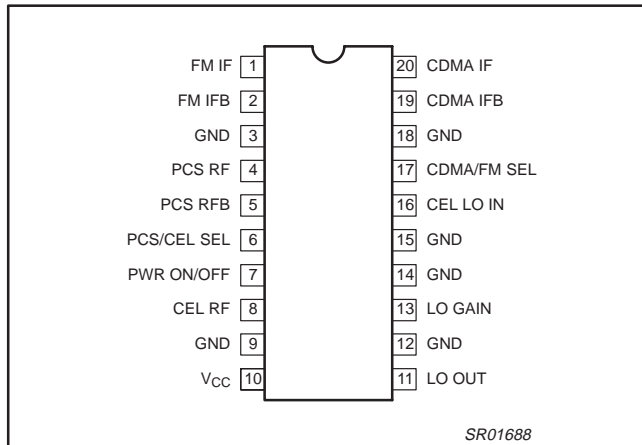 FM IF 1 20 CDMA IF
FM IFB 2 19 CDMA IFB
GND 3 18 GND
PCS RF 4 17 CDMA/FM SEL
PCS RFB 5 16 CEL LO IN
PCS/CEL SEL 6 15 GND
PWR ON/OFF 7 14 GND
CEL RF 8 13 LO GAIN
GND 9 12 GND
VCC 10 11 LO OUT
SR01688